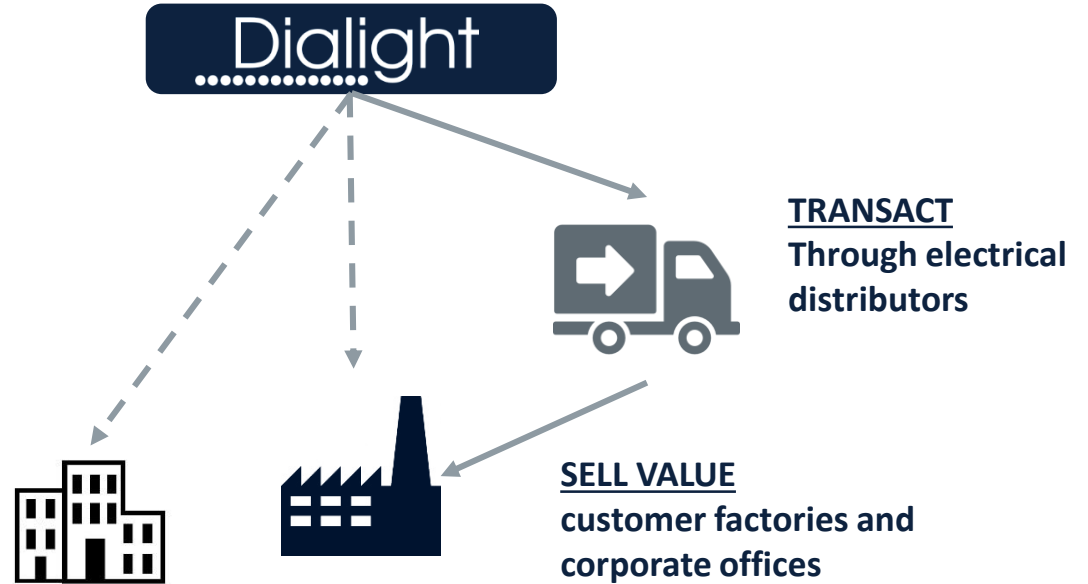 Dialight
TRANSACT
Through electrical
distributors
SELL VALUE
customer factories and
corporate offices